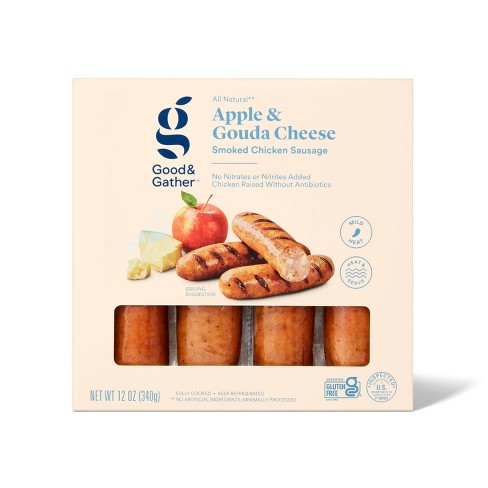 All Natural**
Apple &
Gouda Cheese
Smoked Chicken Sausage
No Nitrates or Nitrites Added
Chicken Raised Without Antibiotics
Good&
Gather™
MILD
HEAT
HEAT &
SERVE
SERVING
SUGGESTION
NET WT 12 OZ (340g)
FULLY COOKED • KEEP REFRIGERATED
**NO ARTIFICIAL INGREDIENTS, MINIMALLY PROCESSED
CERTIFIED
GLUTEN
FREE
INSPECTED
U.S.